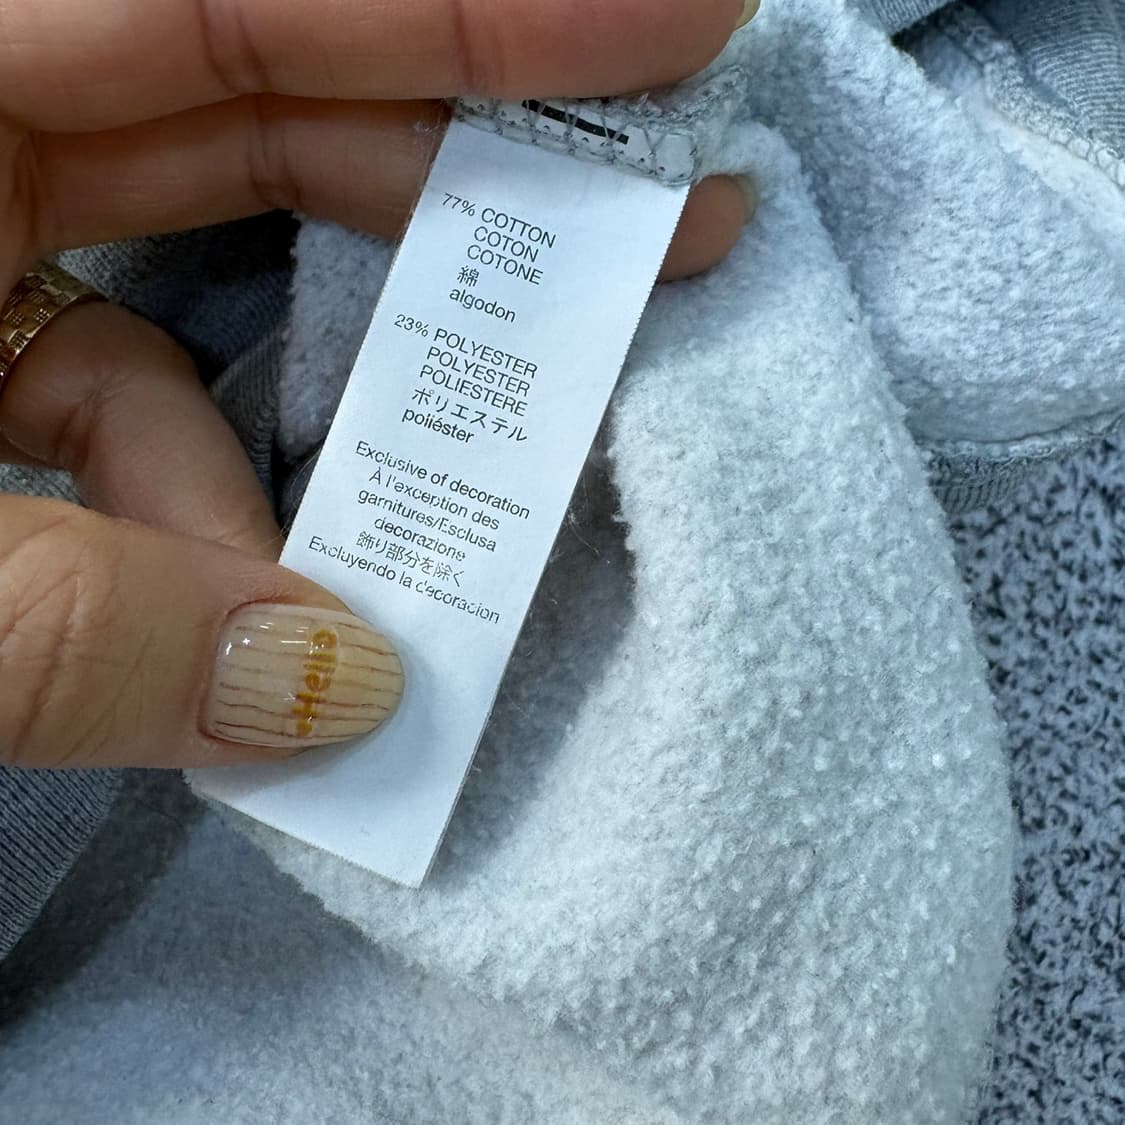 77% COTTON
COTON
COTONE
綿
algodon
23% POLYESTER
POLYESTER
POLIESTERE
ポリエステル
poliéster
Exclusive of decoration
À l'exception des
garnitures/Esclusa
decorazione
飾り部分を除く
Excluyendo la decoracion
Hello